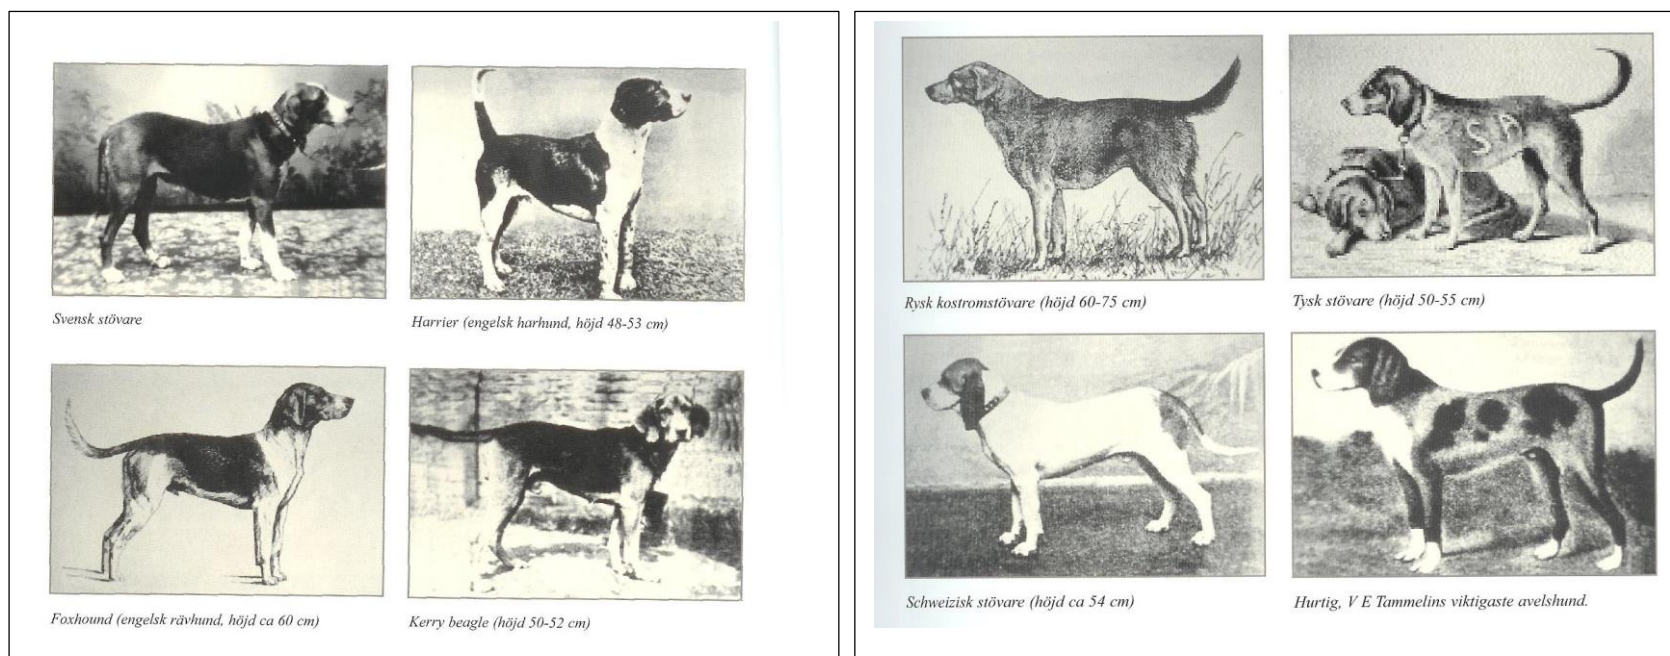 Svensk stövare
Harrier (engelsk harhund, höjd 48-53 cm)
Foxhound (engelsk rävhund, höjd ca 60 cm)
Kerry beagle (höjd 50-52 cm)
Rysk kostromstövare (höjd 60-75 cm)
Tysk stövare (höjd 50-55 cm)
Schweizisk stövare (höjd ca 54 cm)
Hurtig, V E Tammelins viktigaste avelshund.